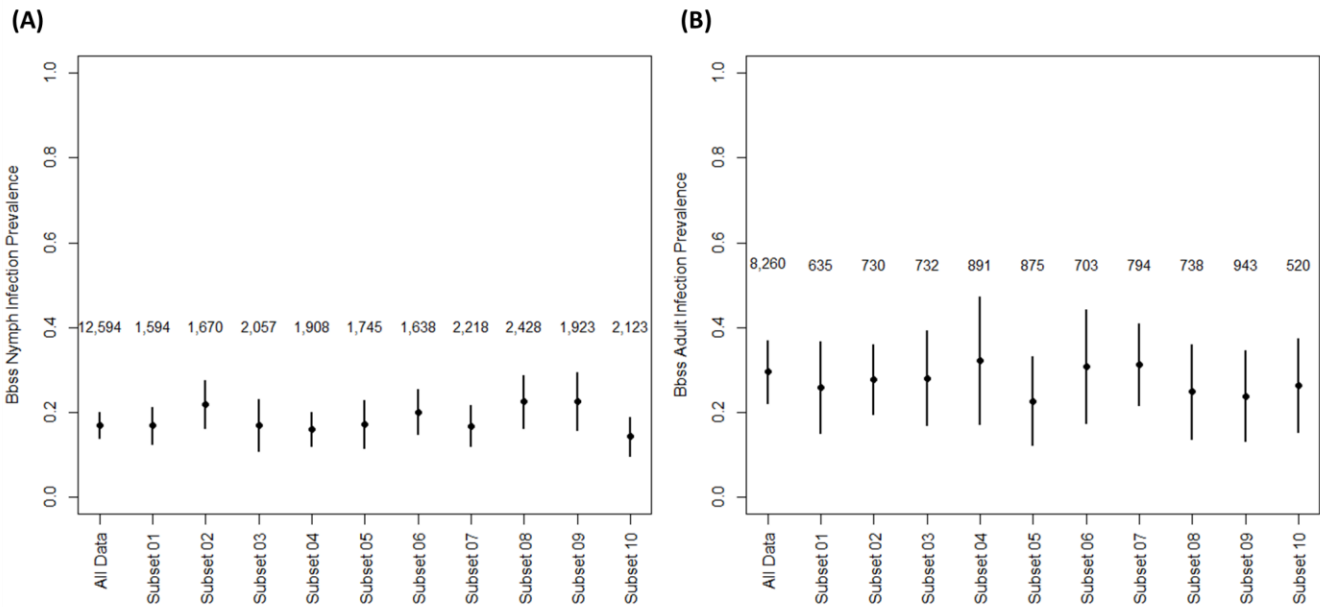 (A)
Bbss Nymph Infection Prevalence
1.0
0.8
0.6
0.4
0.2
0.0
12,594 1,594 1,670 2,057 1,908 1,745 1,638 2,218 2,428 1,923 2,123
All Data
Subset 01
Subset 02
Subset 03
Subset 04
Subset 05
Subset 06
Subset 07
Subset 08
Subset 09
Subset 10
(B)
Bbss Adult Infection Prevalence
1.0
0.8
0.6
0.4
0.2
0.0
8,260 635 730 732 891 875 703 794 738 943 520
All Data
Subset 01
Subset 02
Subset 03
Subset 04
Subset 05
Subset 06
Subset 07
Subset 08
Subset 09
Subset 10